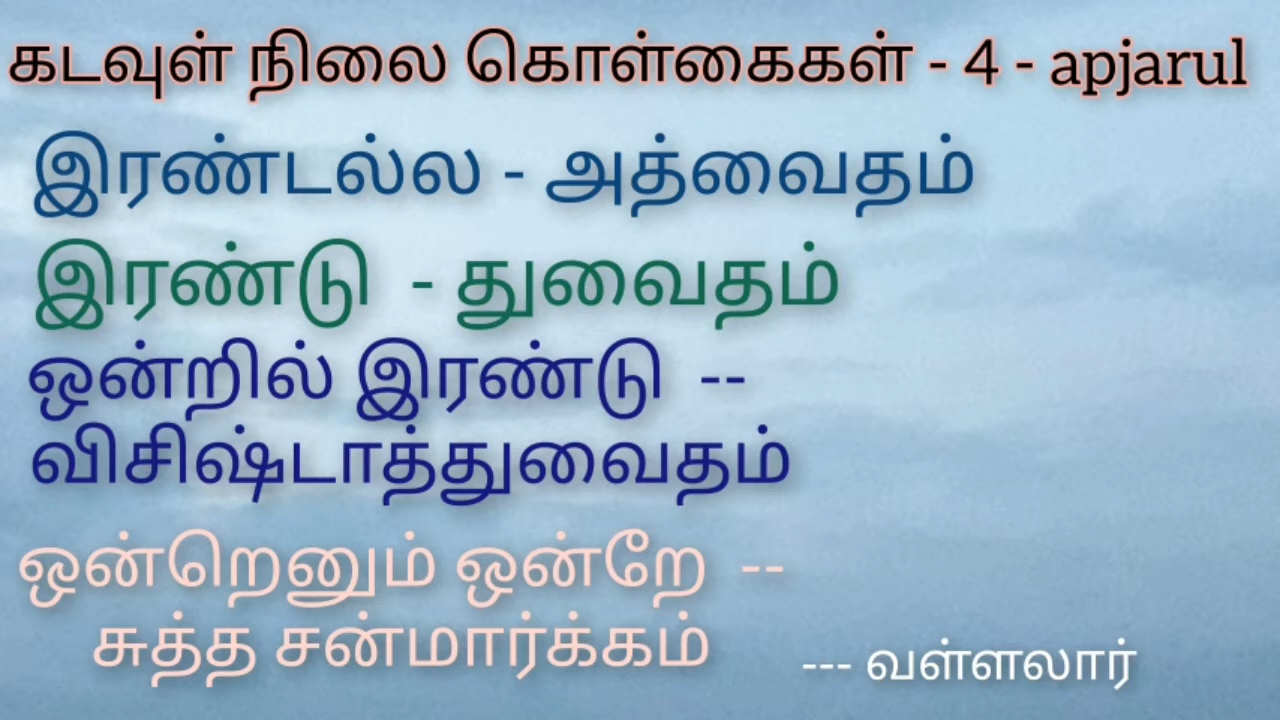 கடவுள் நிலை கொள்கைகள் - 4 - apjarul
இரண்டல்ல - அத்வைதம்
இரண்டு - துவைதம்
ஒன்றில் இரண்டு --
விசிஷ்டாத்துவைதம்
ஒன்றெனும் ஒன்றே --
சுத்த சன்மார்க்கம்
--- வள்ளலார்